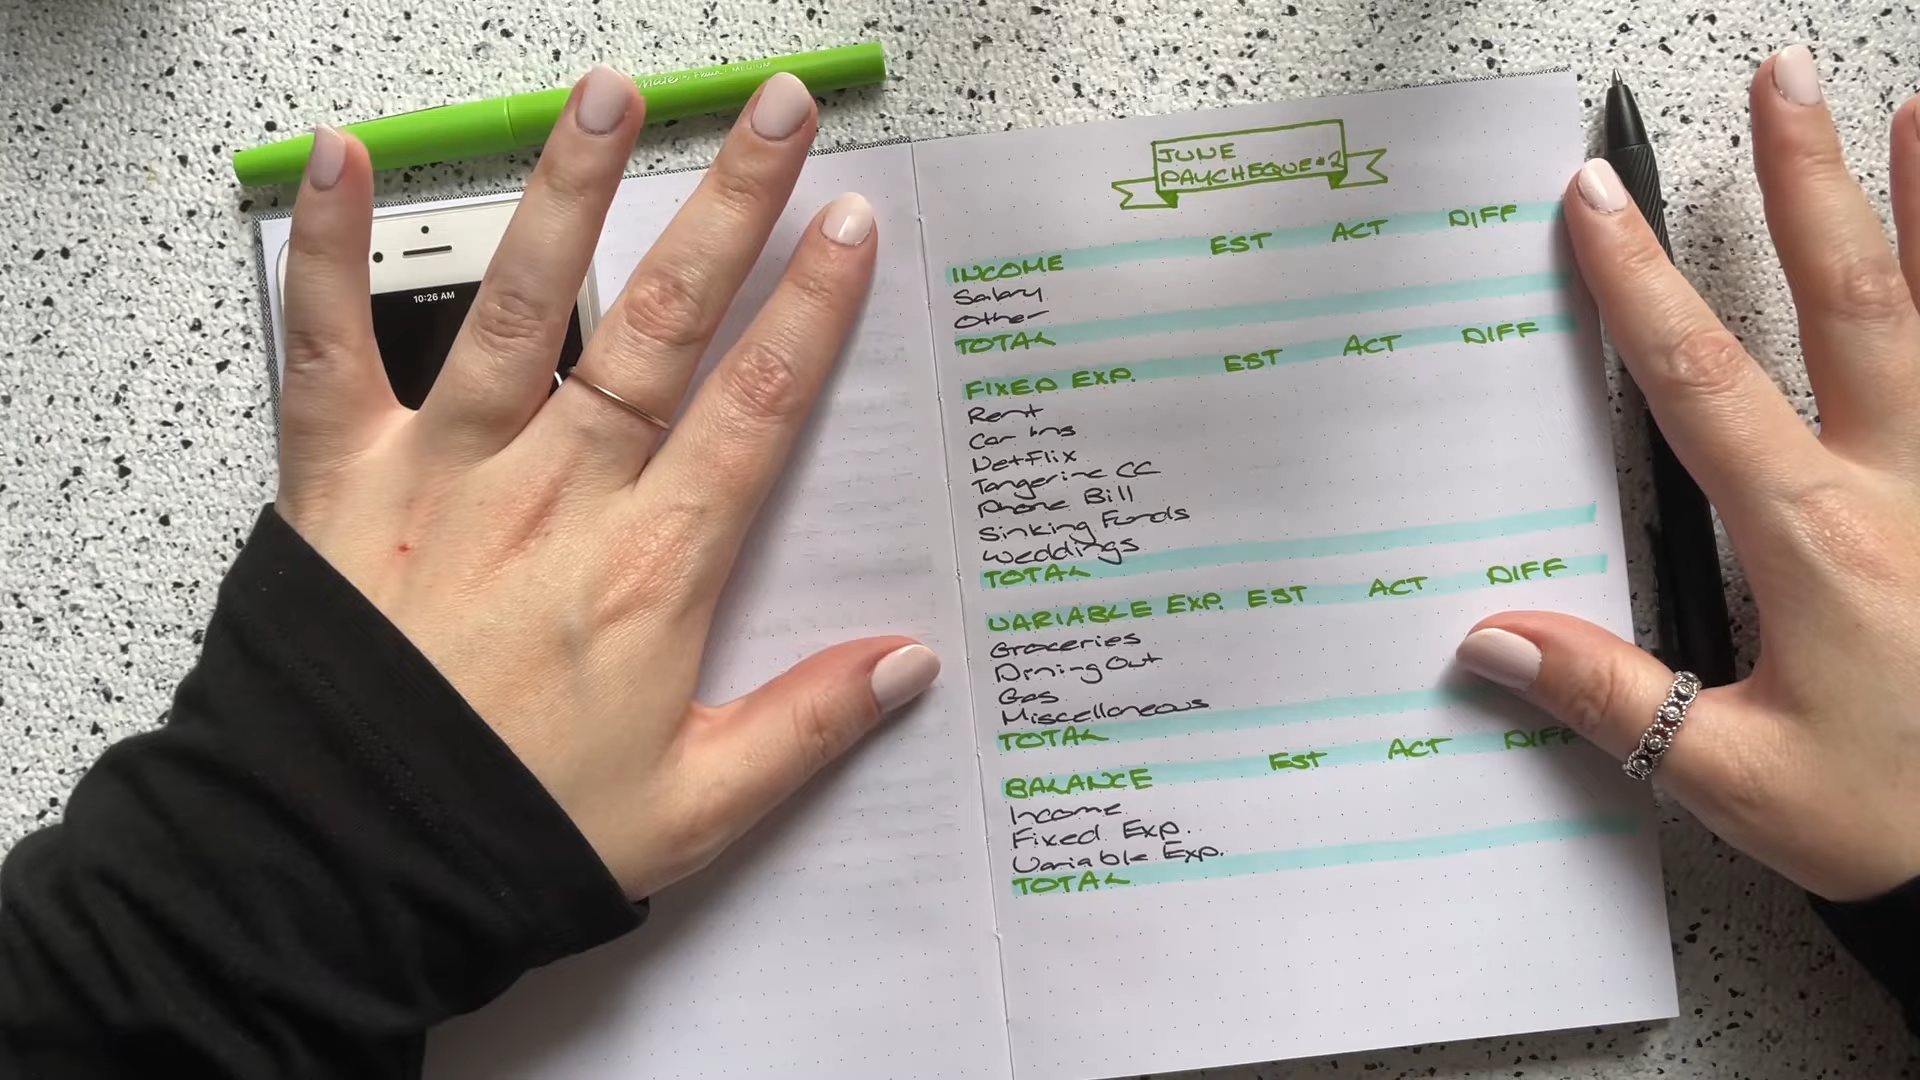 Flair MEDIUM
10:26 AM
JUNE
PAYCHEQUE #2
INCOME EST ACT DIFF
Salary
Other
TOTAL
FIXED EXP. EST ACT DIFF
Rent
Car Ins
Netflix
Tangerine CC
Phone Bill
Sinking Funds
Weddings
TOTAL
VARIABLE EXP. EST ACT DIFF
Groceries
Dining Out
Gas
Miscellaneous
TOTAL
BALANCE EST ACT DIFF
Income
Fixed Exp.
Variable Exp.
TOTAL